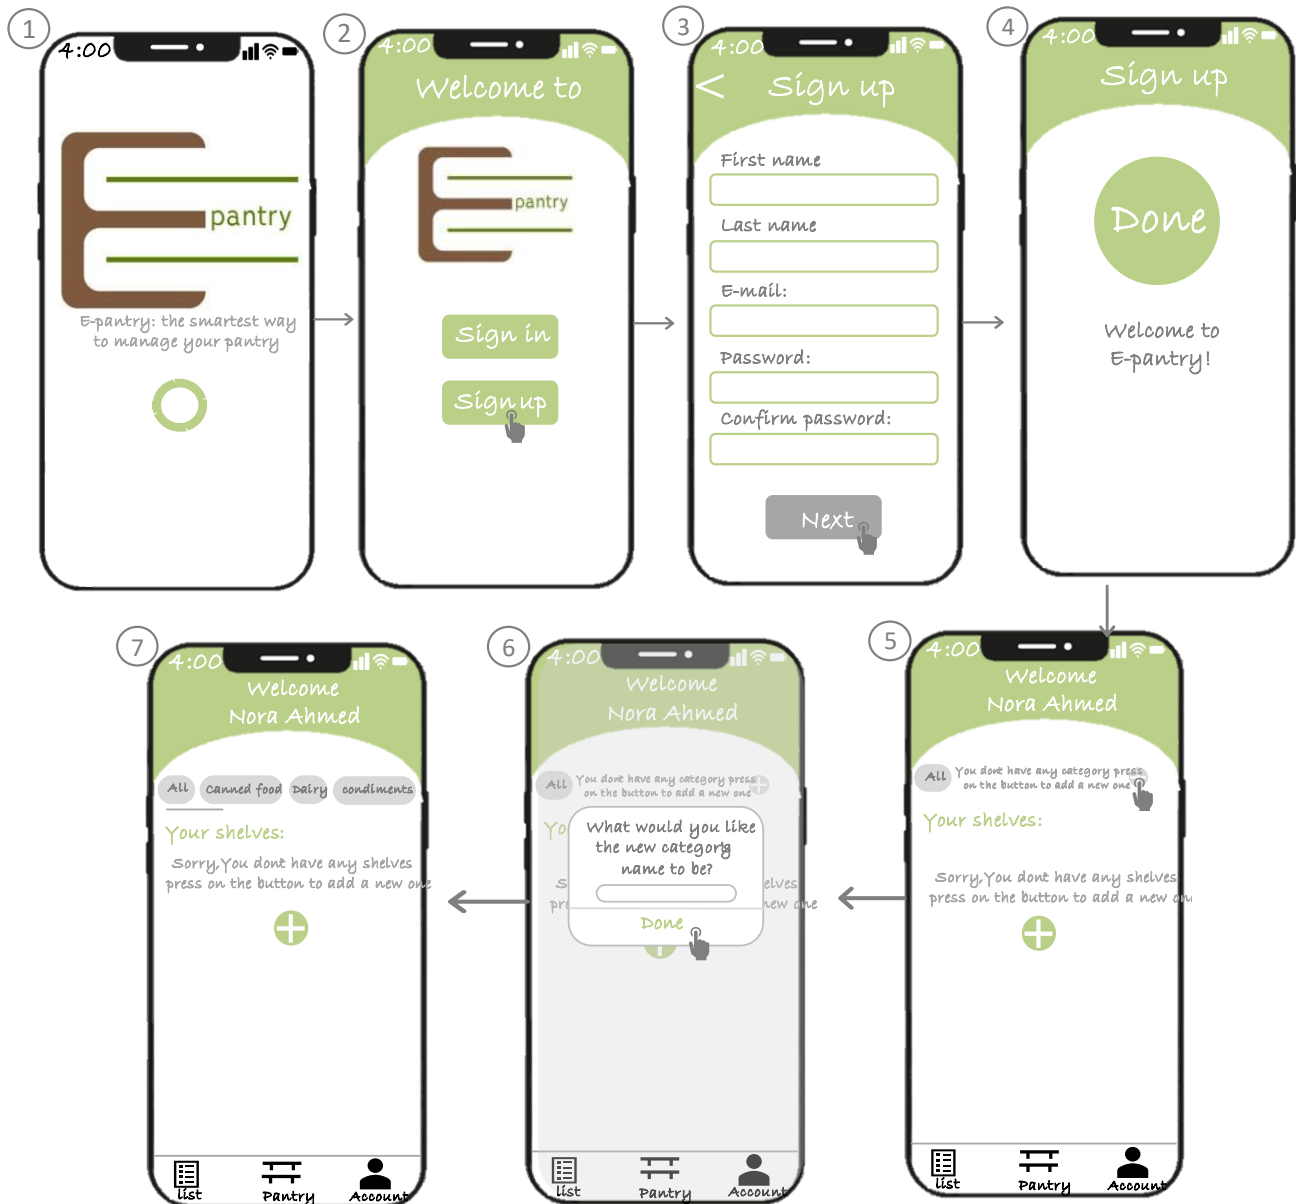 1
4:00
E
pantry
E-pantry: the smartest way
to manage your pantry
2
4:00
Welcome to
E
pantry
Sign in
Sign up
3
4:00
<
Sign up
First name
Last name
E-mail:
Password:
Confirm password:
Next
4
4:00
Sign up
Done
Welcome to
E-pantry!
5
4:00
Welcome
Nora Ahmed
All
You dont have any category press
on the button to add a new one
Your shelves:
Sorry,You dont have any shelves
press on the button to add a new one
list
Pantry
Account
6
4:00
Welcome
Nora Ahmed
All
You dont have any category press
on the button to add a new one
Yo
What would you like
the new category's
name to be?
S
elves
pre
new one
Done
list
Pantry
Account
7
4:00
Welcome
Nora Ahmed
All
Canned food
Dairy
condiments
Your shelves:
Sorry,You dont have any shelves
press on the button to add a new one
list
Pantry
Account